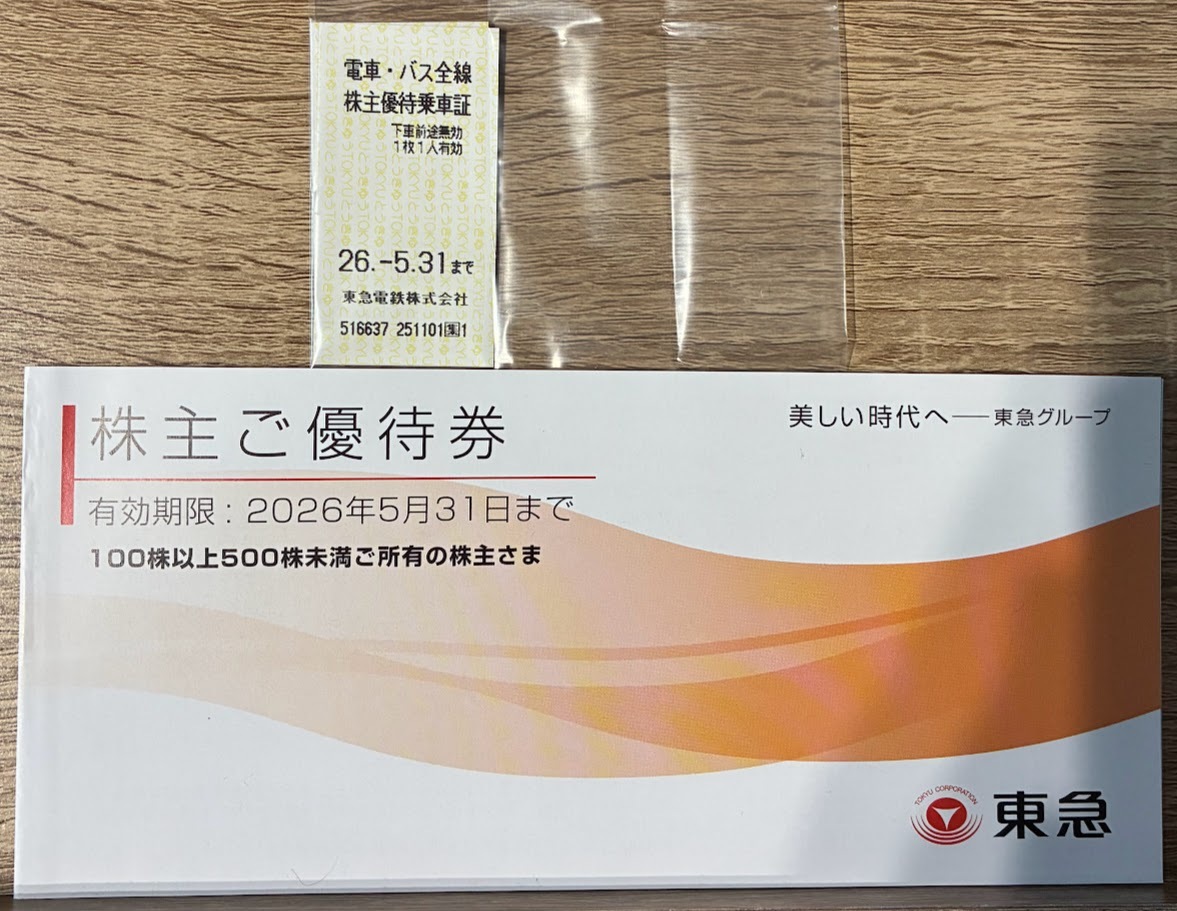 電車・バス全線
株主優待乗車証
下車前途無効
1枚1人有効
26.-5.31まで
東急電鉄株式会社
516637 251101 1
株主ご優待券
美しい時代へ——東急グループ
有効期限：2026年5月31日まで
100株以上500株未満ご所有の株主さま
TOKYU CORPORATION
東急